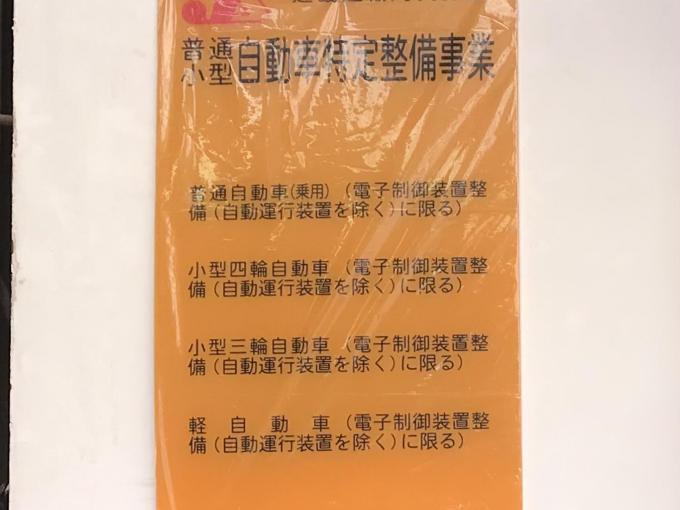 普通
小型自動車特定整備事業
普通自動車(乗用)(電子制御装置整
備(自動運行装置を除く)に限る)
小型四輪自動車(電子制御装置整
備(自動運行装置を除く)に限る)
小型三輪自動車(電子制御装置整
備(自動運行装置を除く)に限る)
軽自動車(電子制御装置整
備(自動運行装置を除く)に限る)